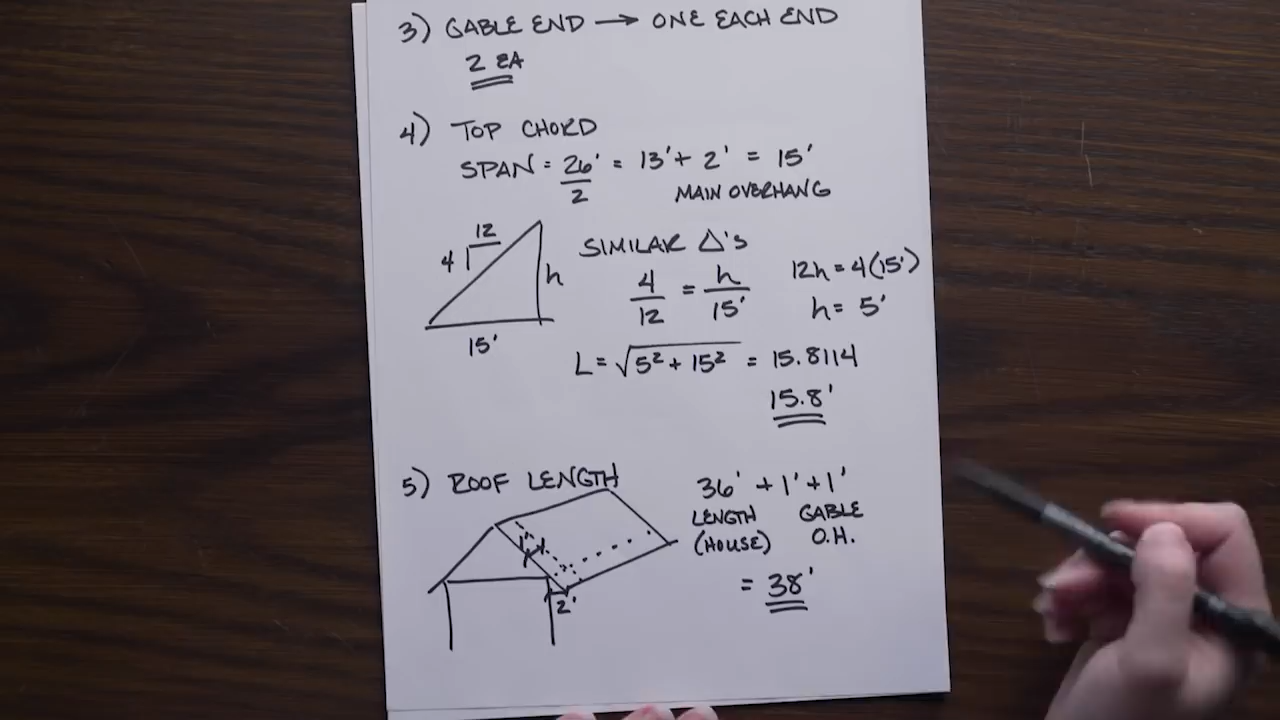 3) GABLE END → ONE EACH END
2 EA
4) TOP CHORD
SPAN = 26'/2 = 13' + 2' = 15'
MAIN OVERHANG
12
4
h
15'
SIMILAR Δ'S
4/12 = h/15'
12h = 4(15')
h = 5'
L = √5² + 15² = 15.8114
15.8'
5) ROOF LENGTH
1'
2'
36' + 1' + 1'
LENGTH GABLE
(HOUSE) O.H.
= 38'